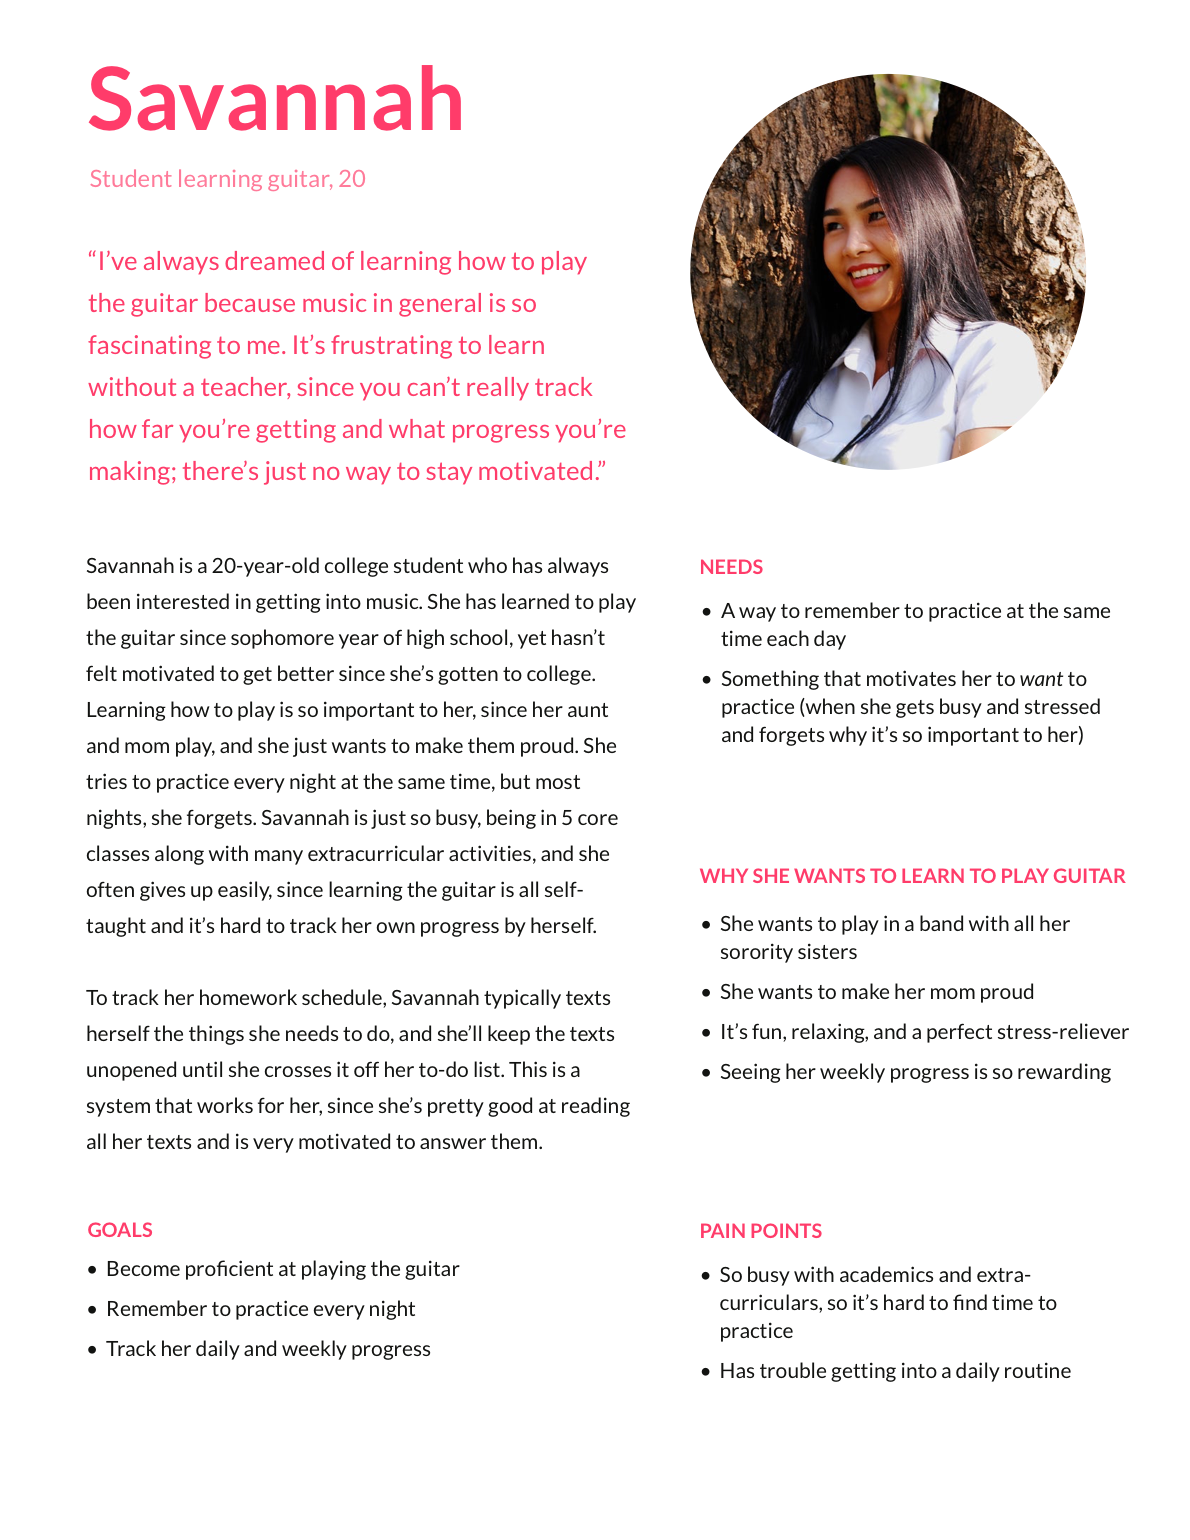 Savannah
Student learning guitar, 20
“I’ve always dreamed of learning how to play
the guitar because music in general is so
fascinating to me. It’s frustrating to learn
without a teacher, since you can’t really track
how far you’re getting and what progress you’re
making; there’s just no way to stay motivated.”
Savannah is a 20-year-old college student who has always
been interested in getting into music. She has learned to play
the guitar since sophomore year of high school, yet hasn’t
felt motivated to get better since she’s gotten to college.
Learning how to play is so important to her, since her aunt
and mom play, and she just wants to make them proud. She
tries to practice every night at the same time, but most
nights, she forgets. Savannah is just so busy, being in 5 core
classes along with many extracurricular activities, and she
often gives up easily, since learning the guitar is all self-
taught and it’s hard to track her own progress by herself.
To track her homework schedule, Savannah typically texts
herself the things she needs to do, and she’ll keep the texts
unopened until she crosses it off her to-do list. This is a
system that works for her, since she’s pretty good at reading
all her texts and is very motivated to answer them.
GOALS
• Become proficient at playing the guitar
• Remember to practice every night
• Track her daily and weekly progress
NEEDS
• A way to remember to practice at the same
time each day
• Something that motivates her to want to
practice (when she gets busy and stressed
and forgets why it’s so important to her)
WHY SHE WANTS TO LEARN TO PLAY GUITAR
• She wants to play in a band with all her
sorority sisters
• She wants to make her mom proud
• It’s fun, relaxing, and a perfect stress-reliever
• Seeing her weekly progress is so rewarding
PAIN POINTS
• So busy with academics and extra-
curriculars, so it’s hard to find time to
practice
• Has trouble getting into a daily routine